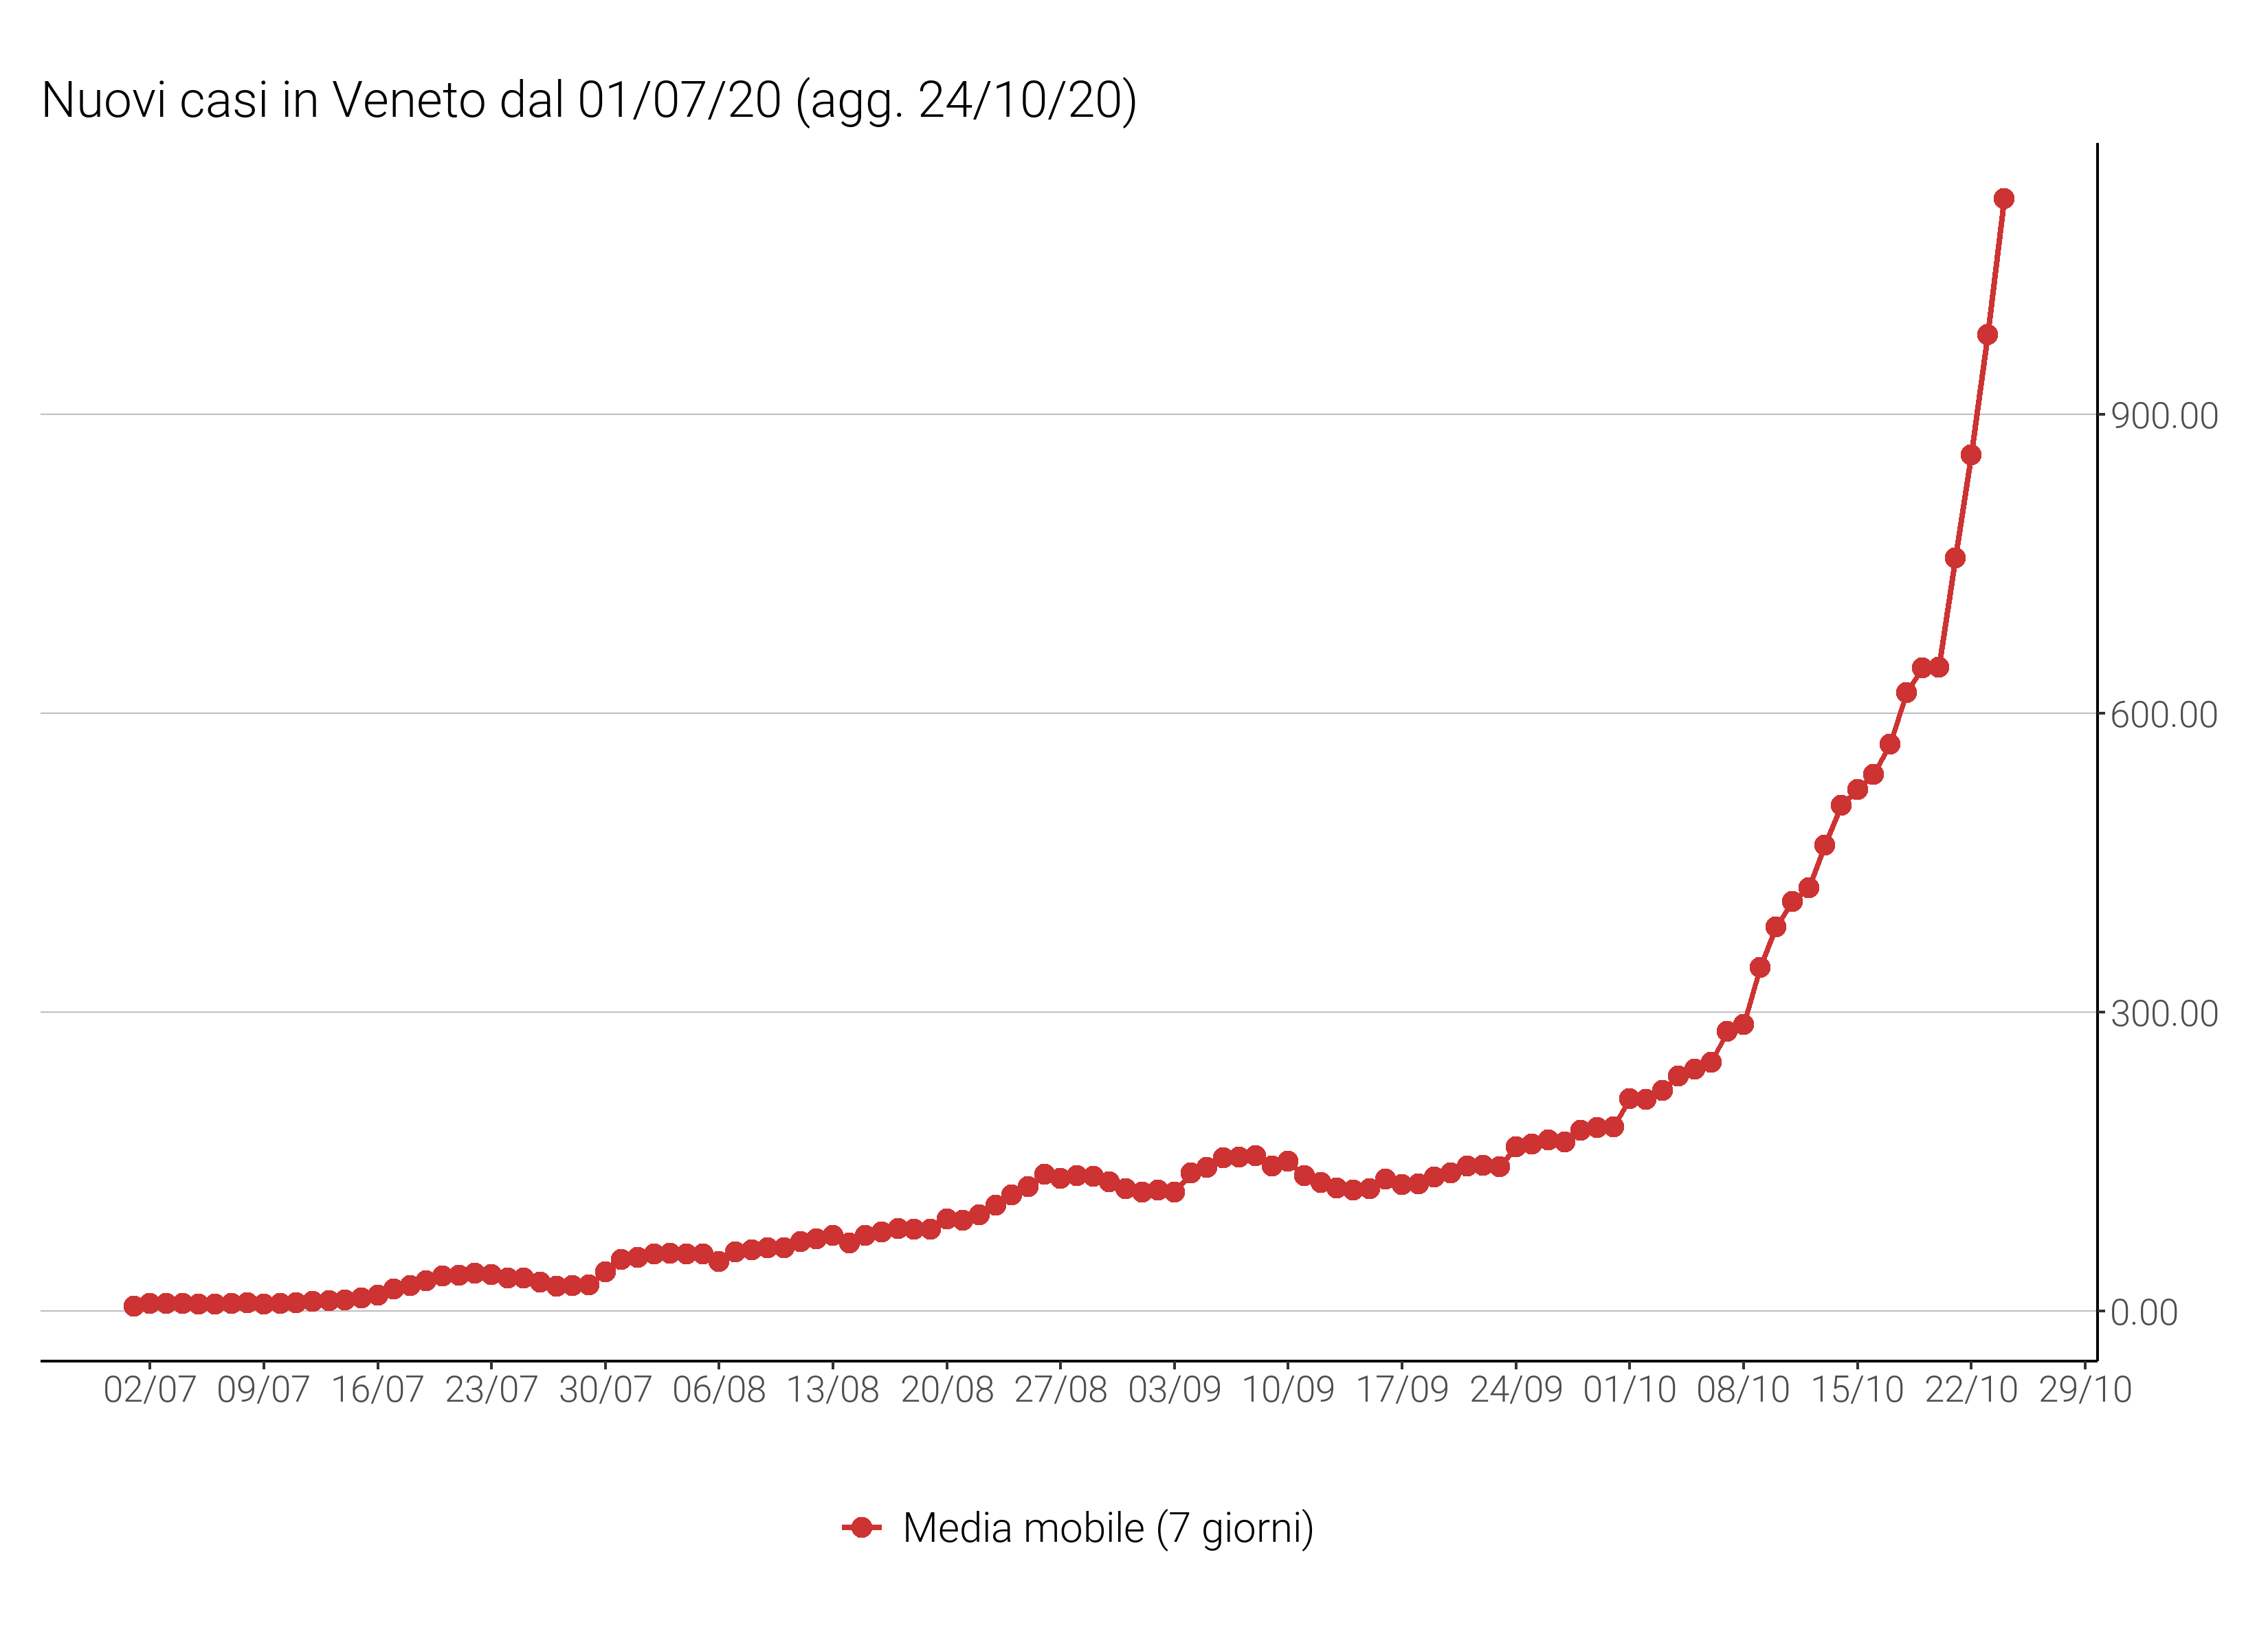 Nuovi casi in Veneto dal 01/07/20 (agg. 24/10/20)
900.00
600.00
300.00
0.00
02/07 09/07 16/07 23/07 30/07 06/08 13/08 20/08 27/08 03/09 10/09 17/09 24/09 01/10 08/10 15/10 22/10 29/10
Media mobile (7 giorni)